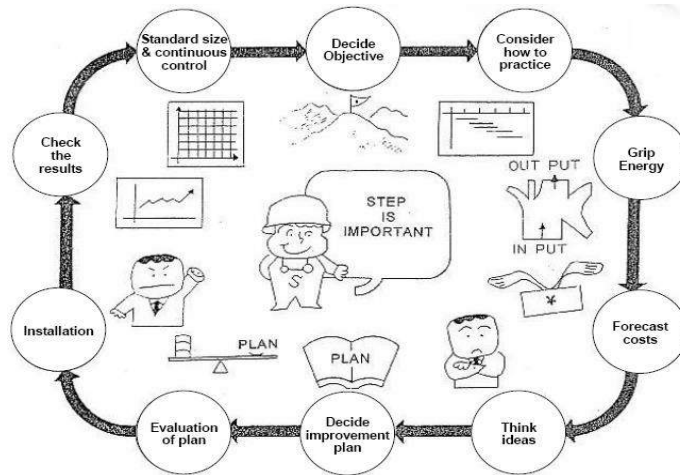 Standard size
& continuous
control
Decide
Objective
Consider
how to
practice
Check
the
results
Grip
Energy
OUT PUT
IN PUT
STEP
IS
IMPORTANT
S
¥
Installation
Forecast
costs
PLAN
PLAN
Evaluation
of plan
Decide
improvement
plan
Think
ideas